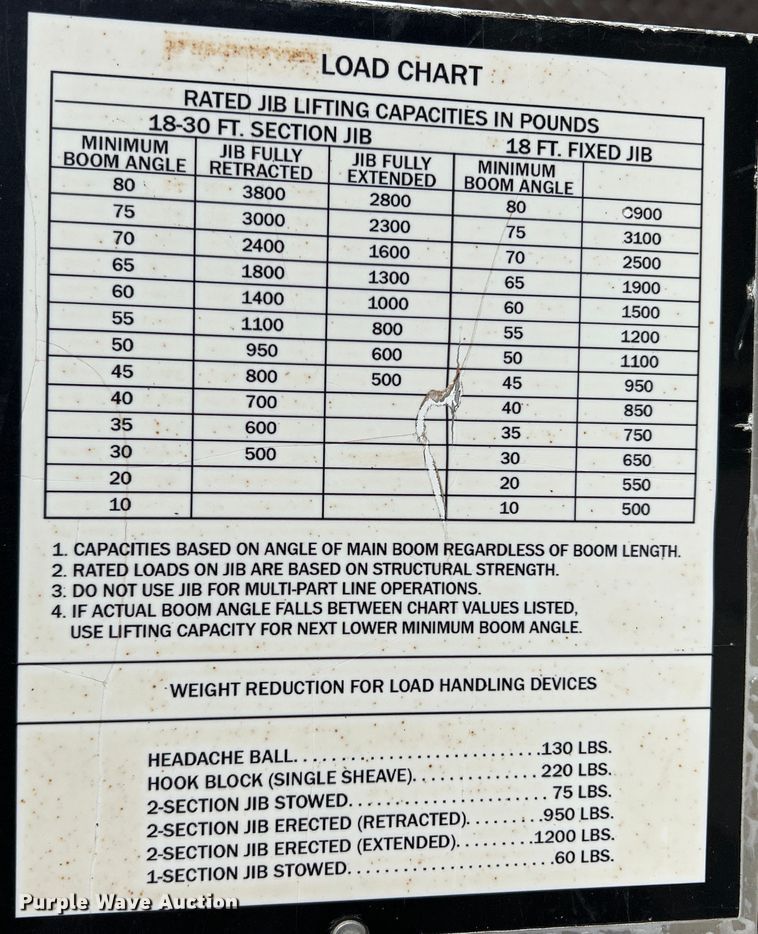 LOAD CHART
RATED JIB LIFTING CAPACITIES IN POUNDS
18-30 FT. SECTION JIB 18 FT. FIXED JIB
MINIMUM BOOM ANGLE JIB FULLY RETRACTED JIB FULLY EXTENDED MINIMUM BOOM ANGLE
80 3800 2800 80
75 3000 2300 75 3100
70 2400 1600 70 2500
65 1800 1300 65 1900
60 1400 1000 60 1500
55 1100 800 55 1200
50 950 600 50 1100
45 800 500 45 950
40 700 40 850
35 600 35 750
30 500 30 650
20 20 550
10 10 500
1. CAPACITIES BASED ON ANGLE OF MAIN BOOM REGARDLESS OF BOOM LENGTH.
2. RATED LOADS ON JIB ARE BASED ON STRUCTURAL STRENGTH.
3. DO NOT USE JIB FOR MULTI-PART LINE OPERATIONS.
4. IF ACTUAL BOOM ANGLE FALLS BETWEEN CHART VALUES LISTED,
USE LIFTING CAPACITY FOR NEXT LOWER MINIMUM BOOM ANGLE.
WEIGHT REDUCTION FOR LOAD HANDLING DEVICES
HEADACHE BALL..........................130 LBS.
HOOK BLOCK (SINGLE SHEAVE).............220 LBS.
2-SECTION JIB STOWED.....................75 LBS.
2-SECTION JIB ERECTED (RETRACTED).........950 LBS.
2-SECTION JIB ERECTED (EXTENDED).........1200 LBS.
1-SECTION JIB STOWED.....................60 LBS.
Purple Wave Auction